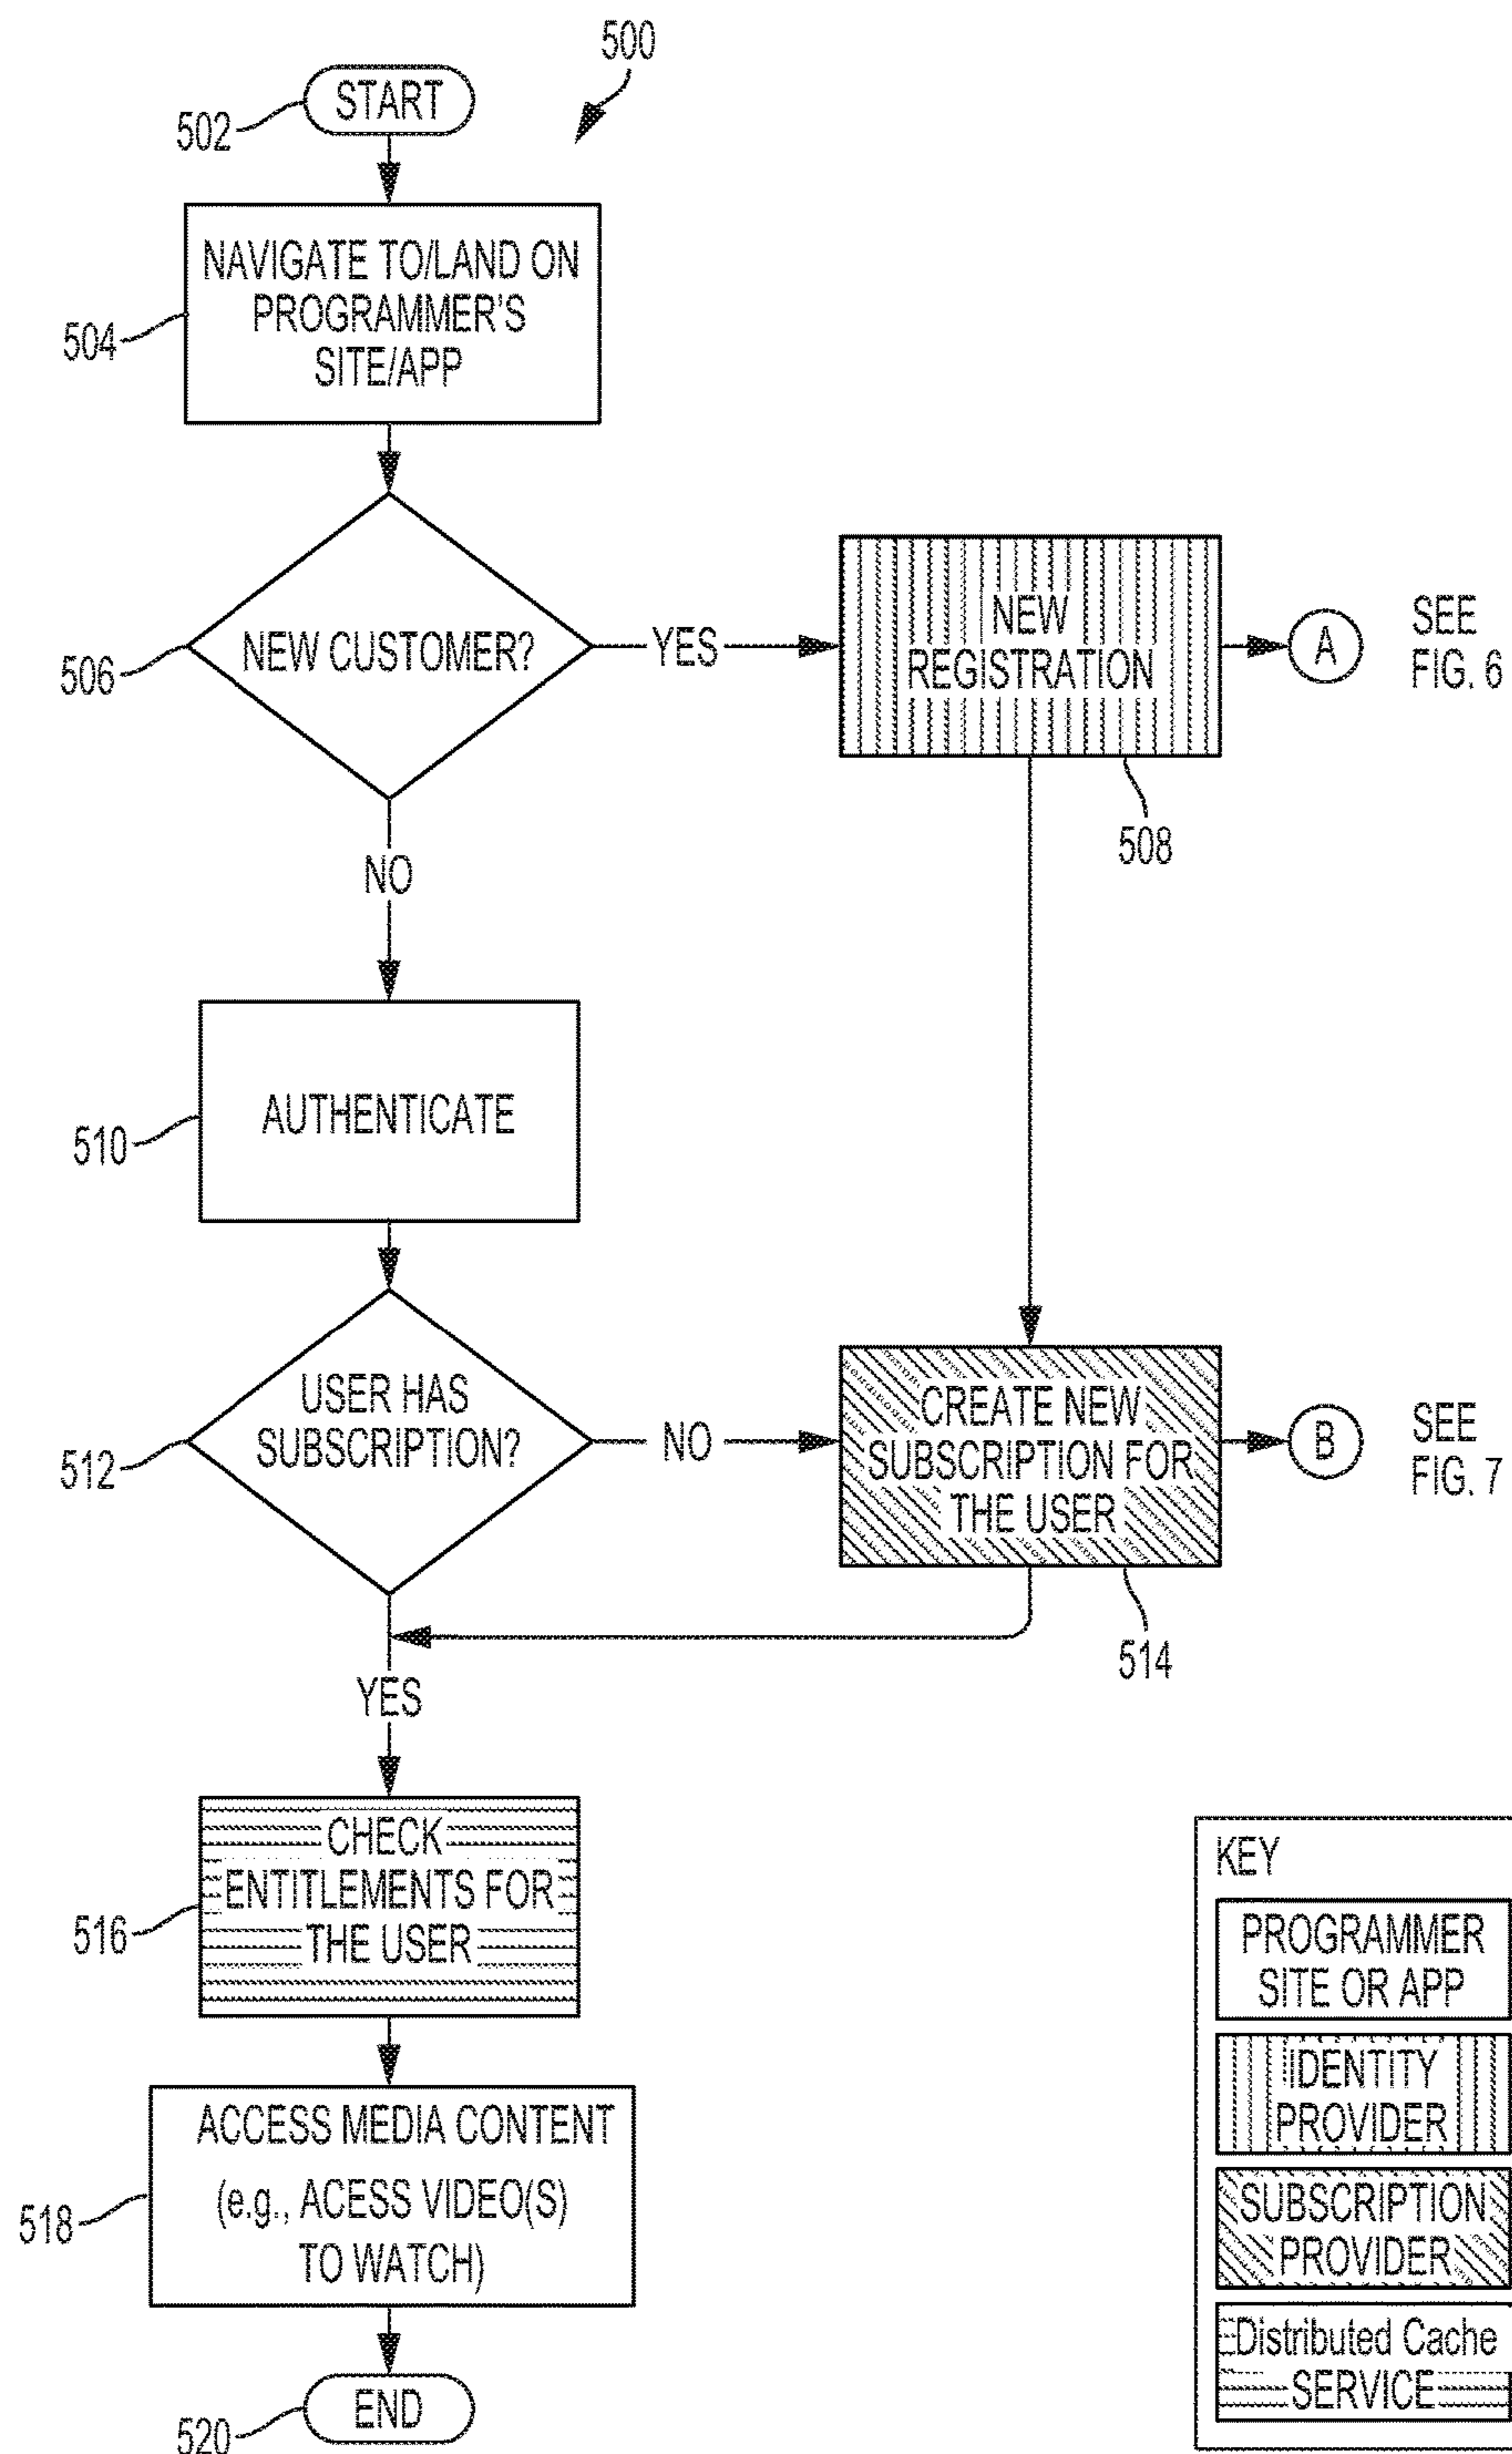 500
START
502
NAVIGATE TO/LAND ON
PROGRAMMER'S
SITE/APP
504
NEW CUSTOMER?
506
YES
NEW
REGISTRATION
508
A
SEE
FIG. 6
NO
AUTHENTICATE
510
USER HAS
SUBSCRIPTION?
512
NO
CREATE NEW
SUBSCRIPTION FOR
THE USER
514
B
SEE
FIG. 7
YES
CHECK
ENTITLEMENTS FOR
THE USER
516
ACCESS MEDIA CONTENT
(e.g., ACESS VIDEO(S)
TO WATCH)
518
END
520
KEY
PROGRAMMER
SITE OR APP
IDENTITY
PROVIDER
SUBSCRIPTION
PROVIDER
Distributed Cache
SERVICE